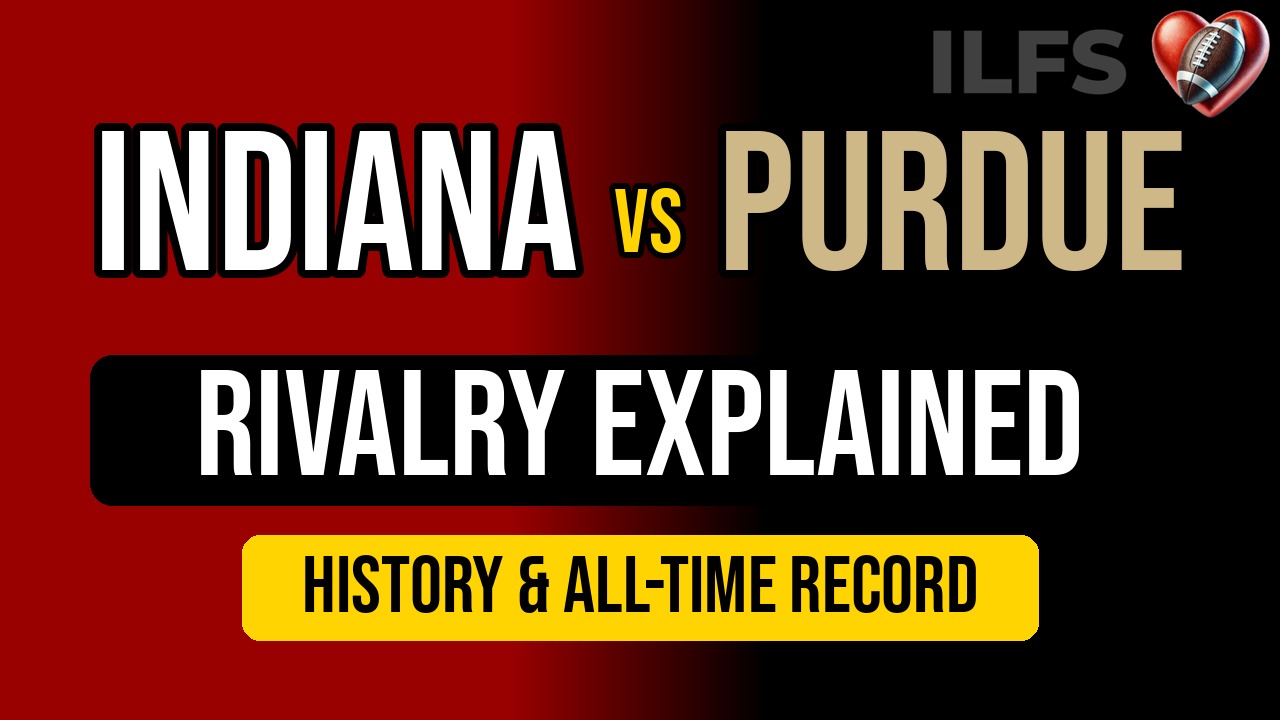 ILFS
INDIANA VS PURDUE
RIVALRY EXPLAINED
HISTORY & ALL-TIME RECORD